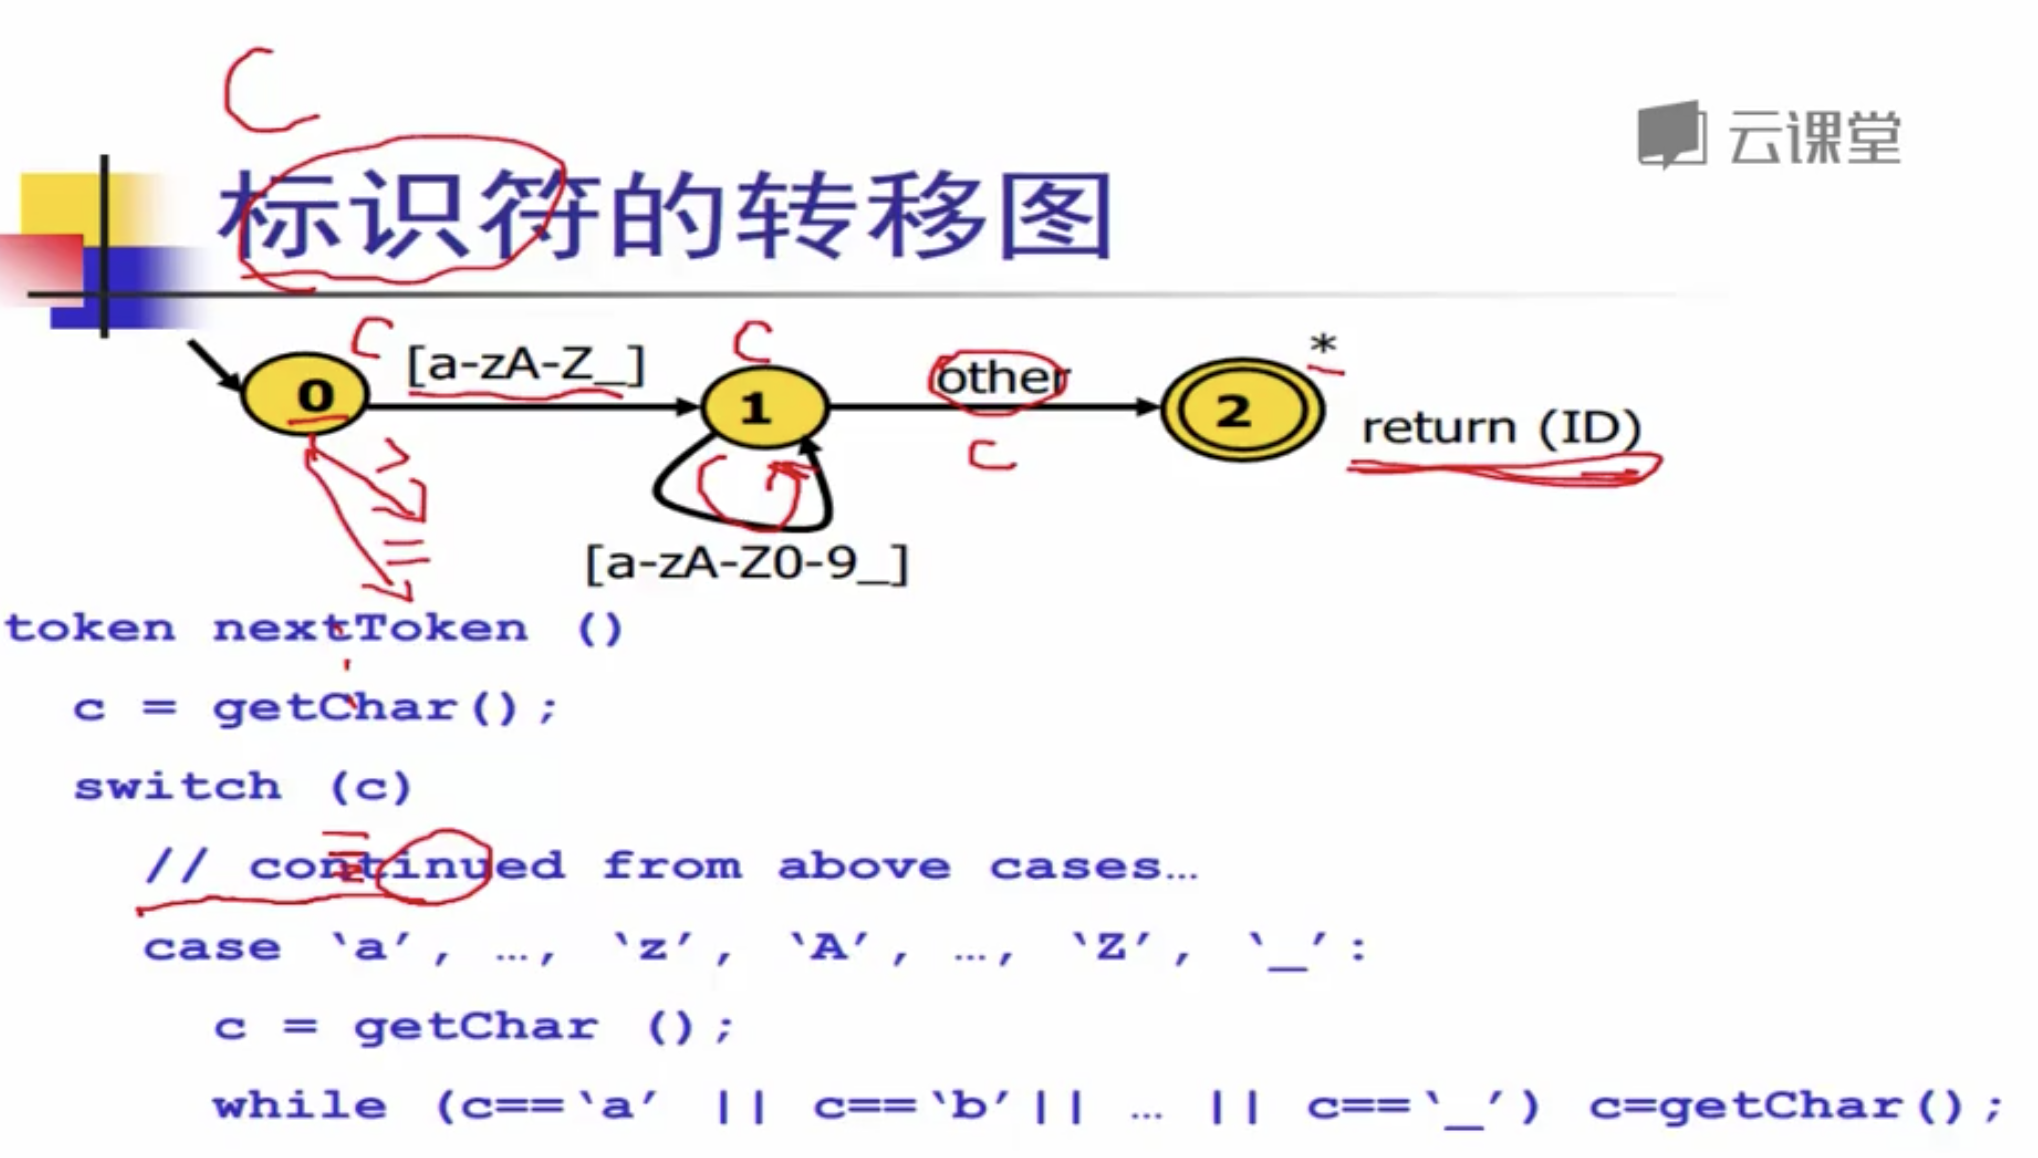 C
云课堂
标识符的转移图
C [a-zA-Z_] C other * 
0 1 2 return (ID)
> C
=
[a-zA-Z0-9_]
token nextToken ()
c = getChar();
switch (c)
// continued from above cases…
case ‘a’, …, ‘z’, ‘A’, …, ‘Z’, ‘_’:
c = getChar ();
while (c==‘a’ || c==‘b’|| … || c==‘_’) c=getChar();